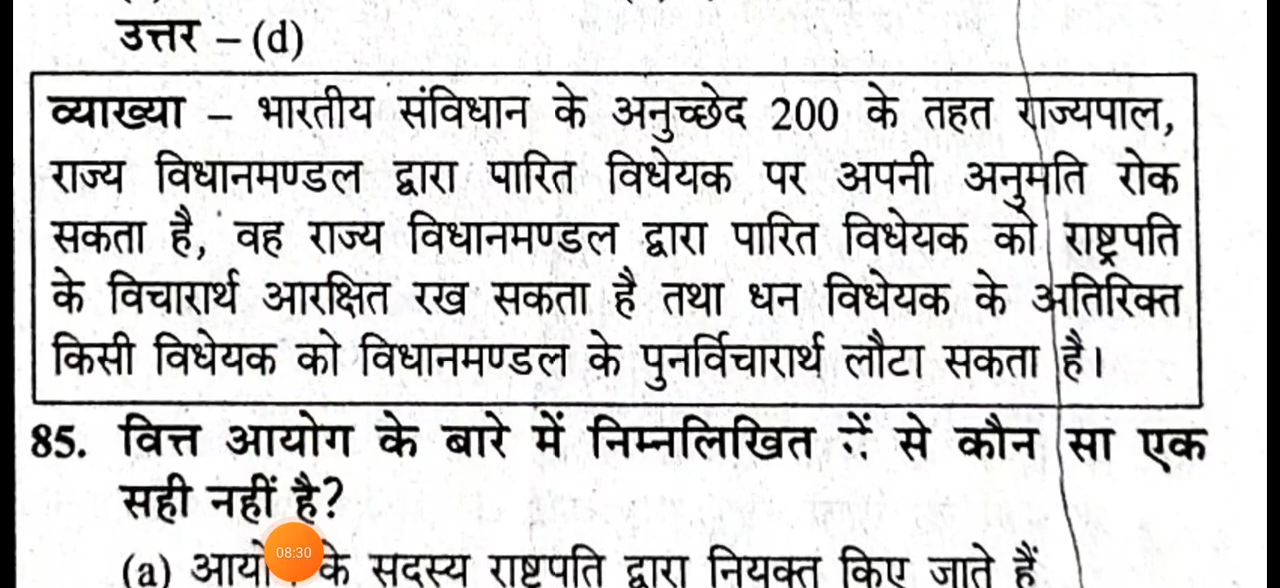 उत्तर – (d)
व्याख्या – भारतीय संविधान के अनुच्छेद 200 के तहत राज्यपाल,
राज्य विधानमण्डल द्वारा पारित विधेयक पर अपनी अनुमति रोक
सकता है, वह राज्य विधानमण्डल द्वारा पारित विधेयक को राष्ट्रपति
के विचारार्थ आरक्षित रख सकता है तथा धन विधेयक के अतिरिक्त
किसी विधेयक को विधानमण्डल के पुनर्विचारार्थ लौटा सकता है।
85. वित्त आयोग के बारे में निम्नलिखित से कौन सा एक
सही नहीं है?
08:30
(a) के सदस्य राष्ट्रपति द्वारा नियुक्त किए जाते हैं